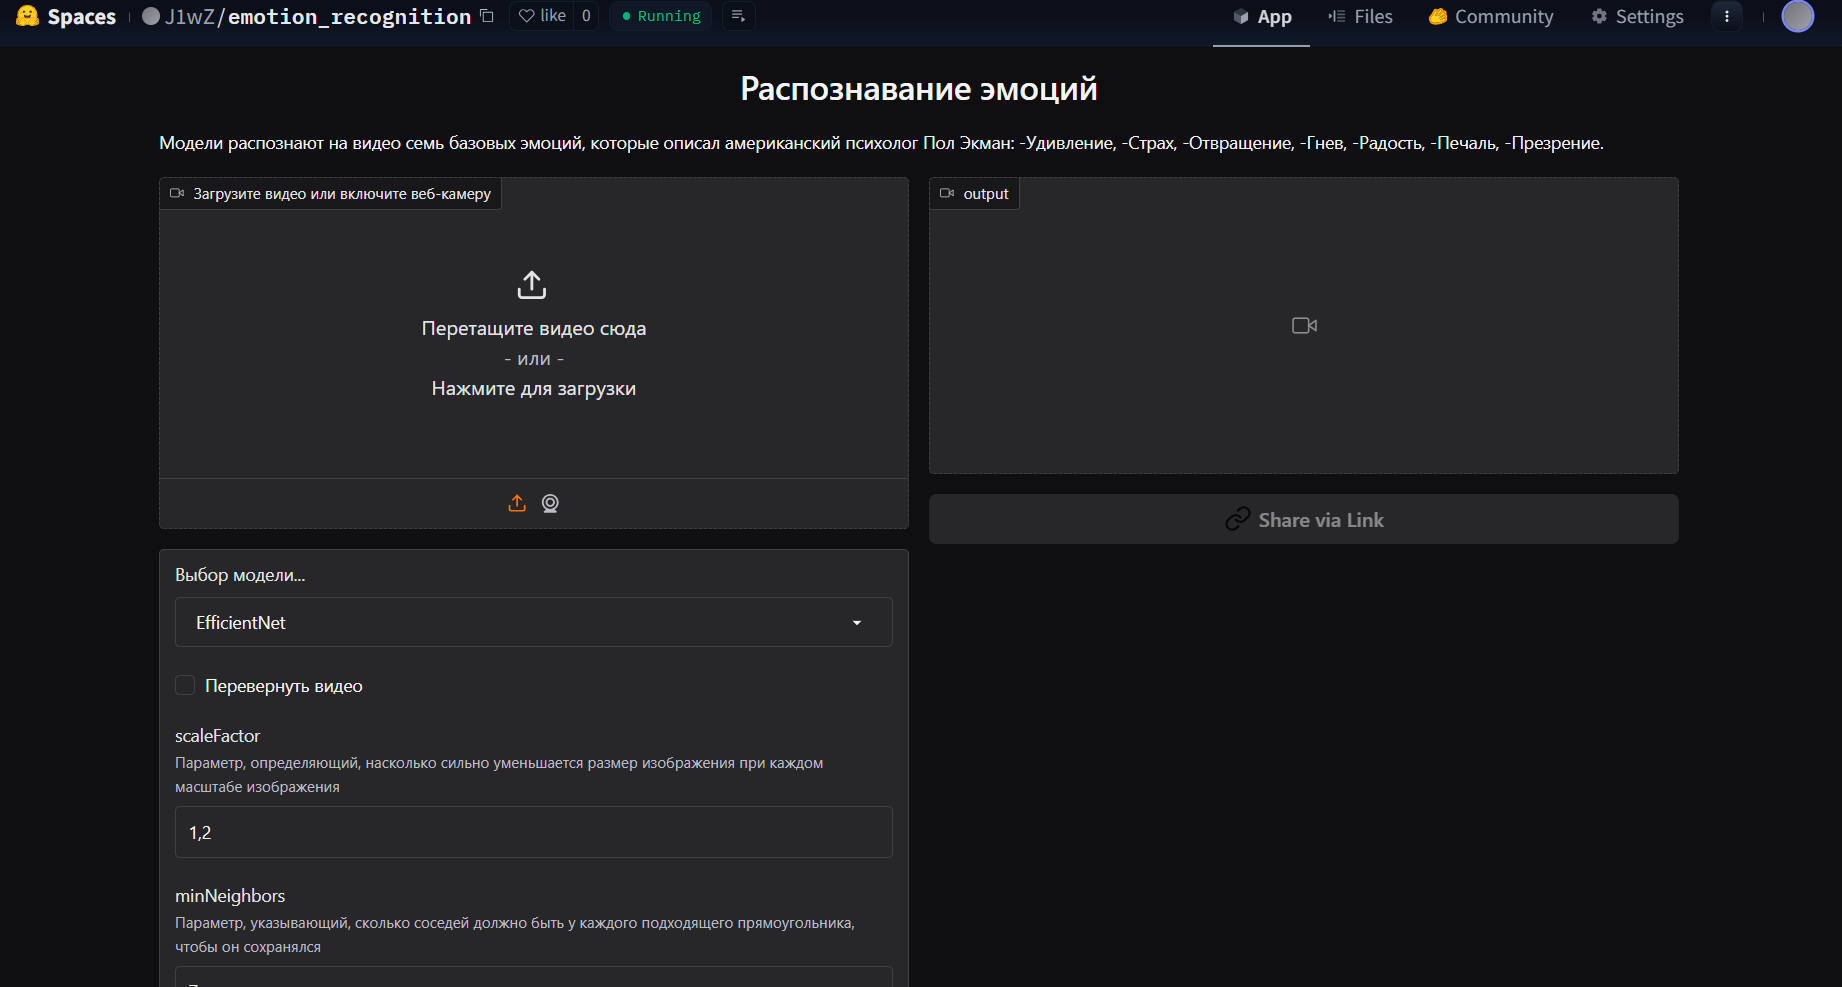 Spaces J1wZ/emotion_recognition like 0 Running App Files Community Settings
Распознавание эмоций
Модели распознают на видео семь базовых эмоций, которые описал американский психолог Пол Экман: -Удивление, -Страх, -Отвращение, -Гнев, -Радость, -Печаль, -Презрение.
Загрузите видео или включите веб-камеру
Перетащите видео сюда
- или -
Нажмите для загрузки
output
Share via Link
Выбор модели...
EfficientNet
Перевернуть видео
scaleFactor
Параметр, определяющий, насколько сильно уменьшается размер изображения при каждом
масштабе изображения
1,2
minNeighbors
Параметр, указывающий, сколько соседей должно быть у каждого подходящего прямоугольника,
чтобы он сохранялся